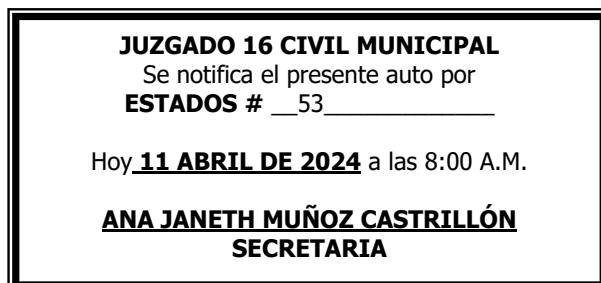 JUZGADO 16 CIVIL MUNICIPAL
Se notifica el presente auto por
ESTADOS # __53_____________
Hoy 11 ABRIL DE 2024 a las 8:00 A.M.
ANA JANETH MUÑOZ CASTRILLÓN
SECRETARIA